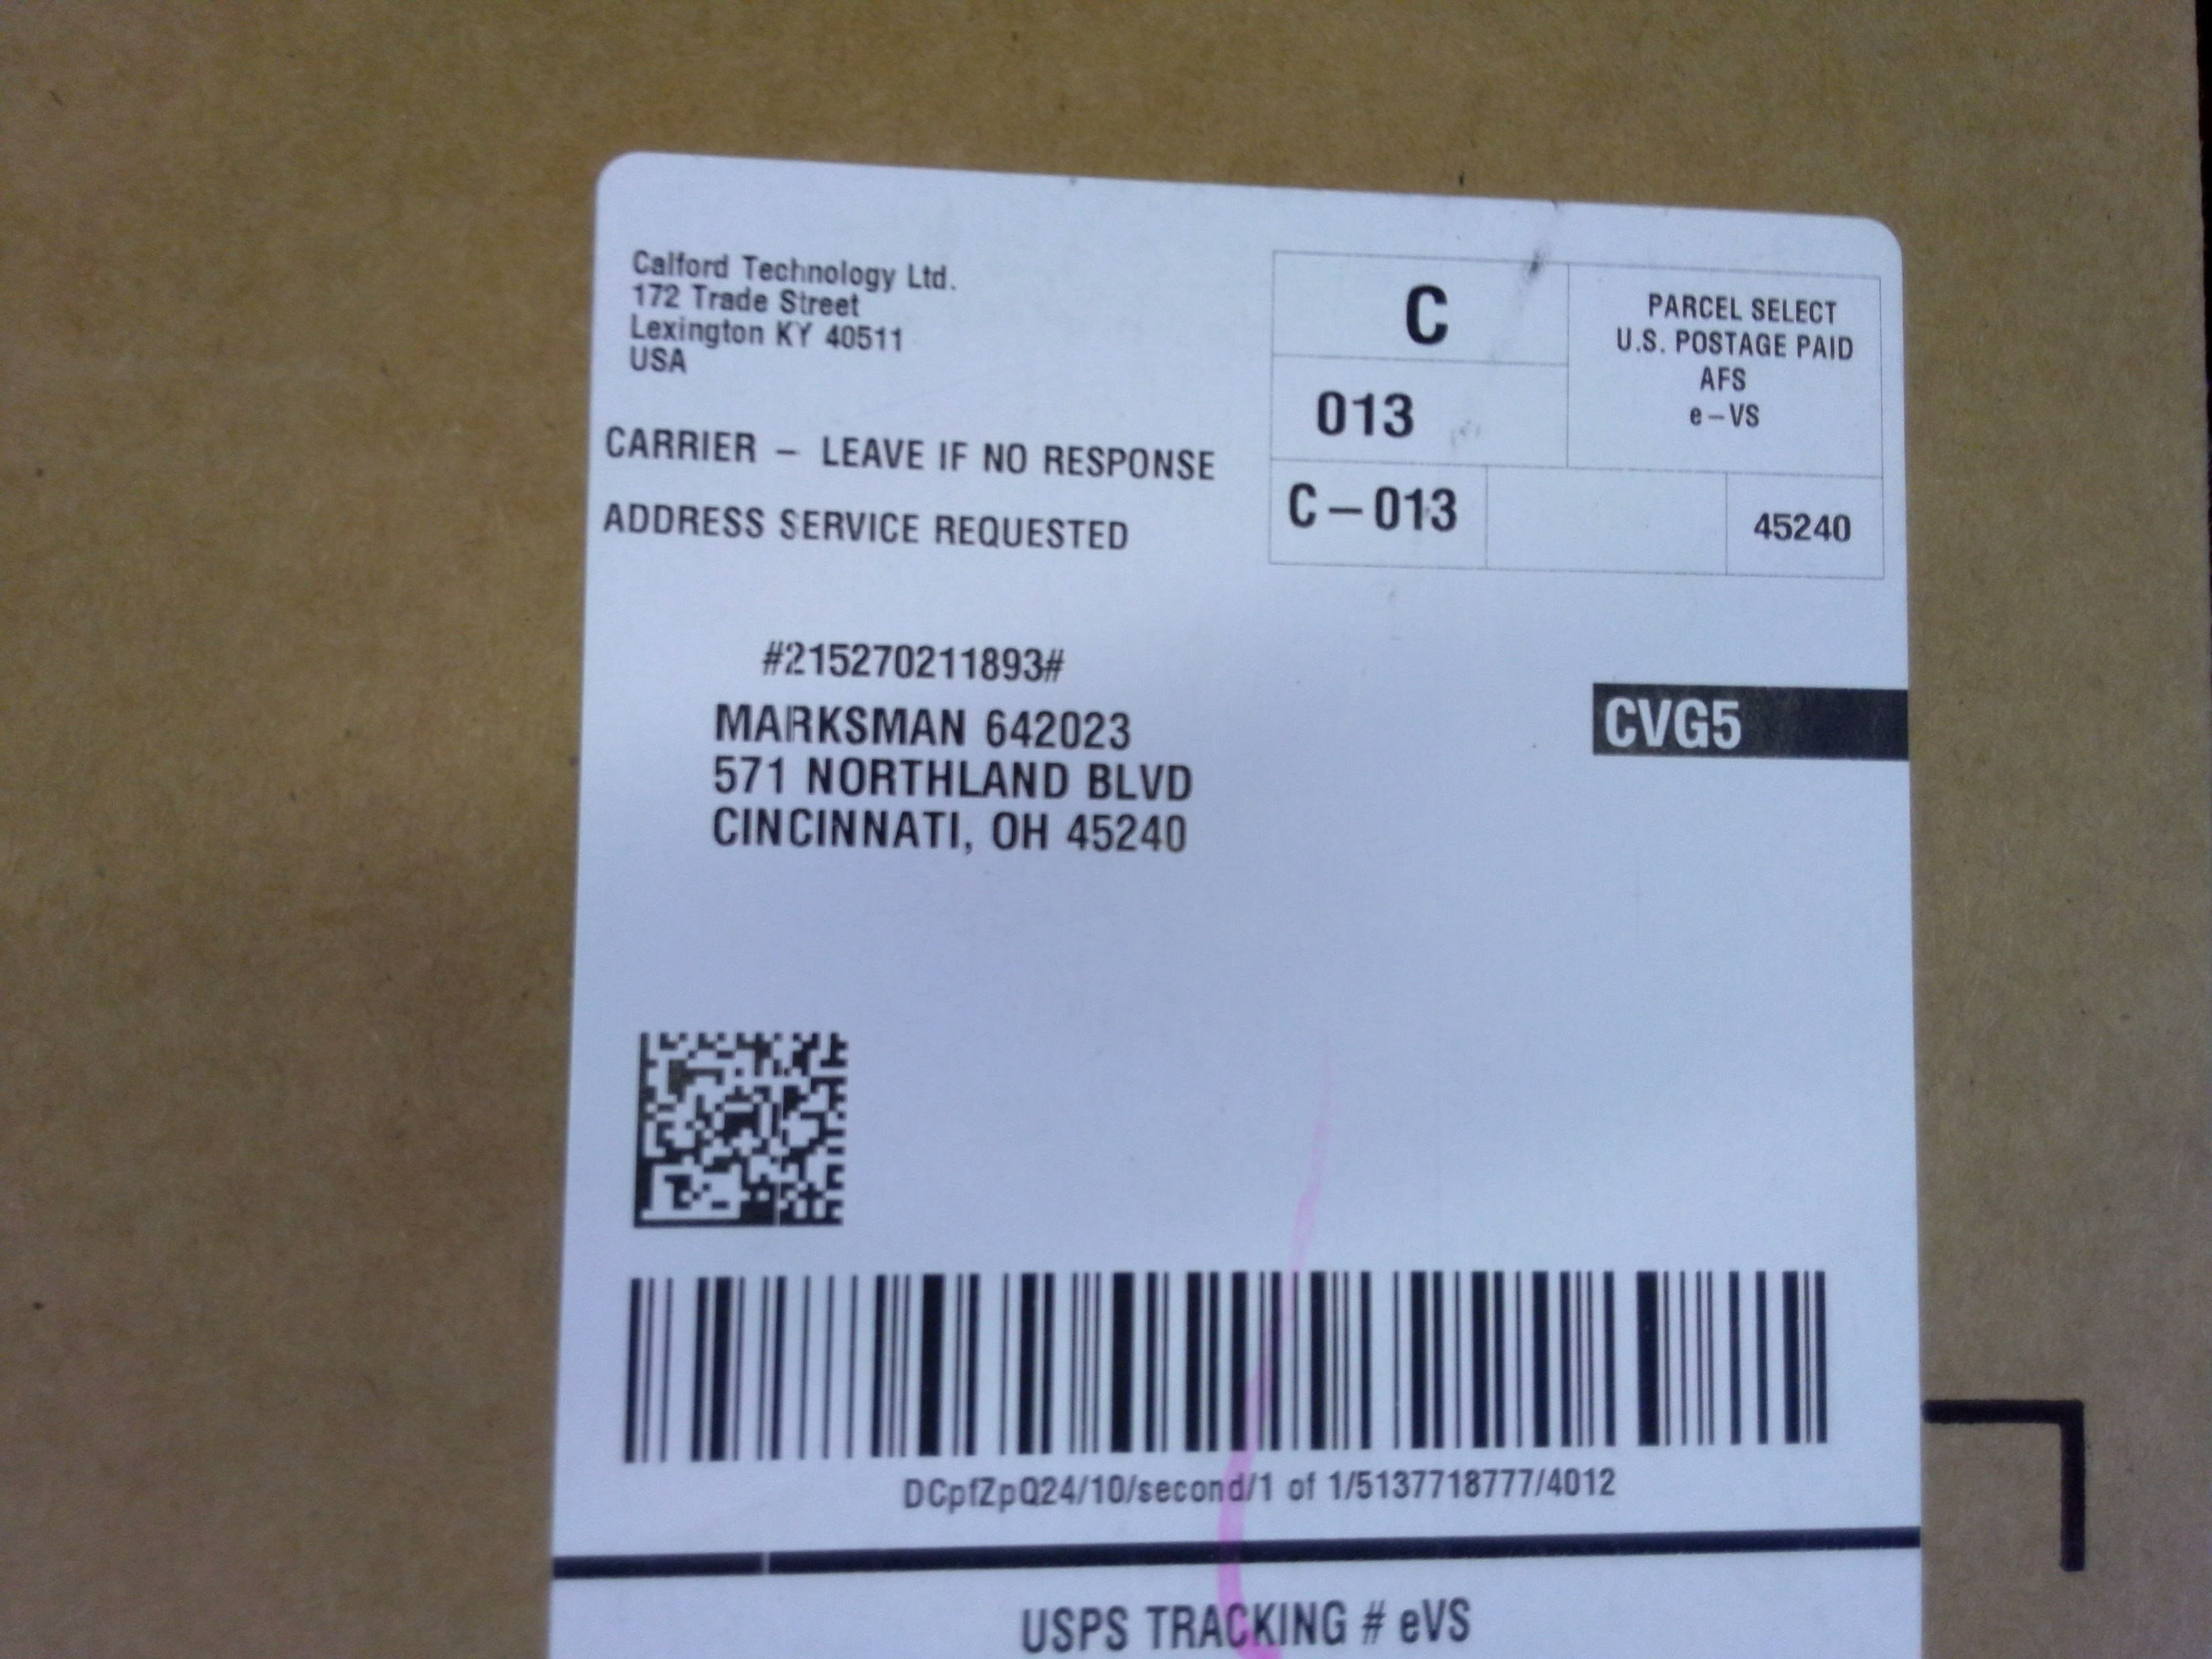 Calford Technology Ltd.
172 Trade Street
Lexington KY 40511
USA
CARRIER – LEAVE IF NO RESPONSE
ADDRESS SERVICE REQUESTED
C
013
C–013
PARCEL SELECT
U.S. POSTAGE PAID
AFS
e–VS
45240
#215270211893#
MARKSMAN 642023
571 NORTHLAND BLVD
CINCINNATI, OH 45240
CVG5
DCpfZpQ24/10/second/1 of 1/5137718777/4012
USPS TRACKING # eVS